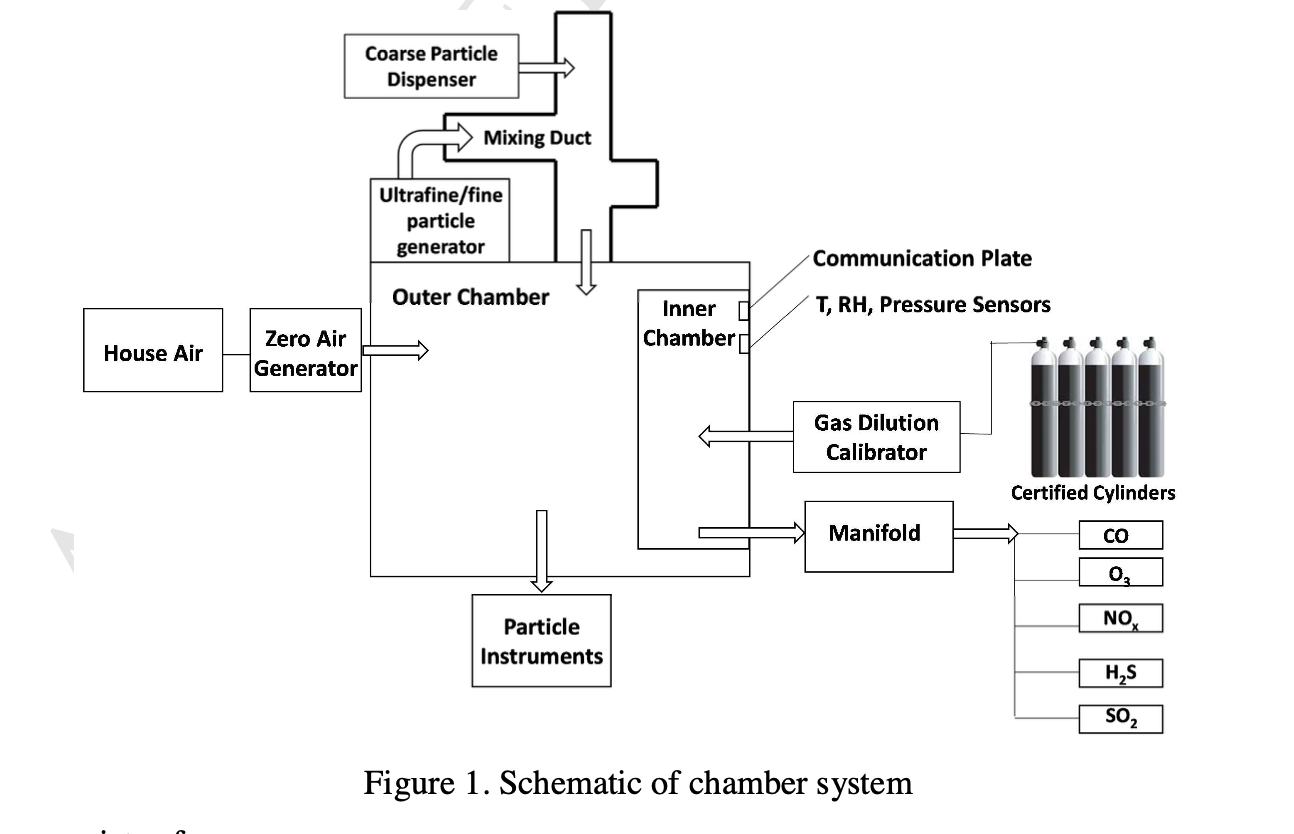 Coarse Particle
Dispenser
Mixing Duct
Ultrafine/fine
particle
generator
Communication Plate
Outer Chamber
Inner
Chamber
T, RH, Pressure Sensors
House Air
Zero Air
Generator
Gas Dilution
Calibrator
Certified Cylinders
Manifold
CO
O₃
NOₓ
H₂S
SO₂
Particle
Instruments
Figure 1. Schematic of chamber system